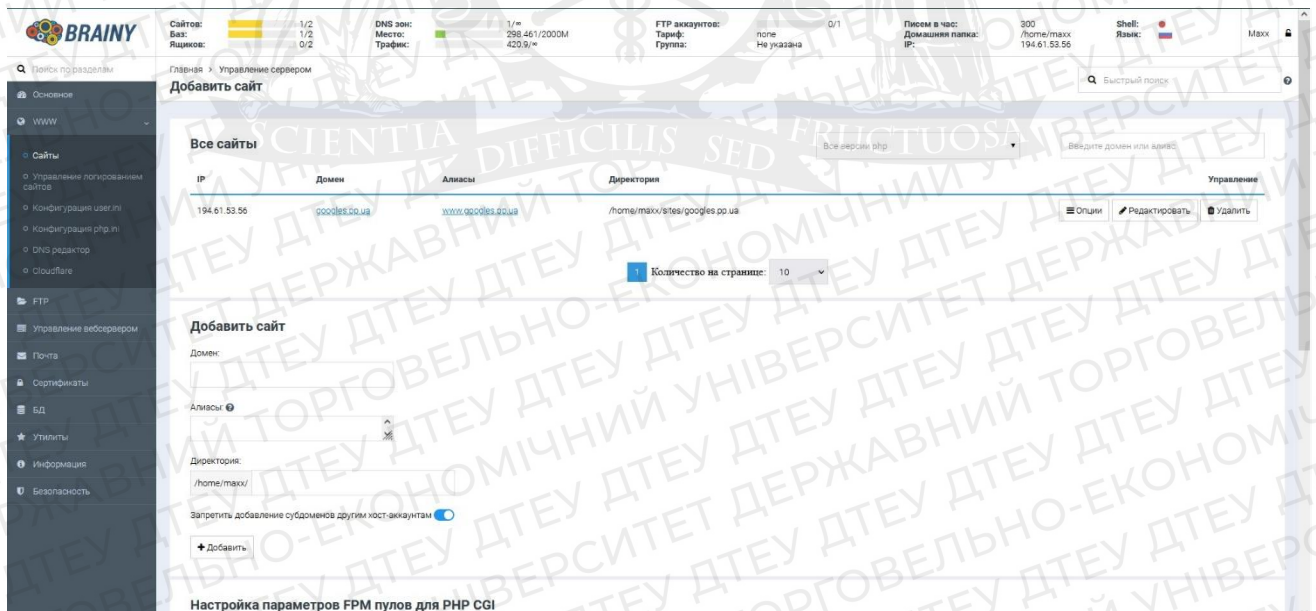 BRAINY
Сайтов: 1/2
Баз: 1/2
Ящиков: 0/2
DNS зон: 1/∞
Место: 298.461/2000M
Трафик: 420.9/∞
FTP аккаунтов: 0/1
Тариф: none
Группа: Не указана
Писем в час: 300
Домашняя папка: /home/maxx
IP: 194.61.53.56
Shell:
Язык:
Maxx
Поиск по разделам
Главная > Управление сервером
Добавить сайт
Быстрый поиск
Основное
WWW
Сайты
Управление логированием
сайтов
Конфигурация user.ini
Конфигурация php.ini
DNS редактор
Cloudflare
FTP
Управление вебсервером
Почта
Сертификаты
БД
Утилиты
Информация
Безопасность
SCIENTIA DIFFICILIS SED FRUCTUOSA
Все сайты
Все версии php
Введите домен или алиас
IP Домен Алиасы Директория Управление
194.61.53.56 googles.pp.ua www.googles.pp.ua /home/maxx/sites/googles.pp.ua Опции Редактировать Удалить
1 Количество на странице: 10
Добавить сайт
Домен:
Алиасы:
Директория:
/home/maxx/
Запретить добавление субдоменов другим хост-аккаунтам
+ Добавить
Настройка параметров FPM пулов для PHP CGI